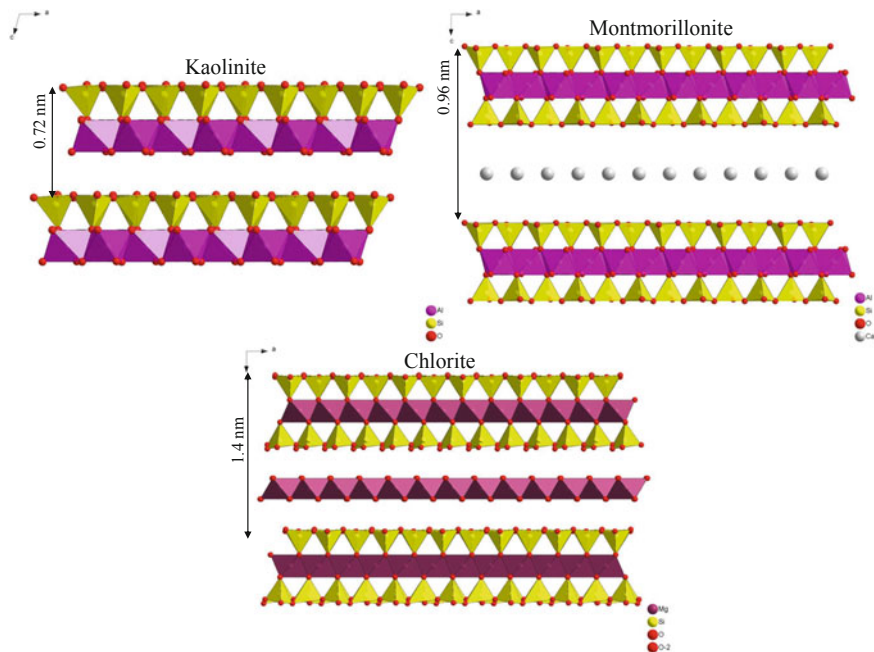 a
c
Kaolinite
0.72 nm
Al
Si
O
a
c
Montmorillonite
0.96 nm
Al
Si
O
Ca
a
Chlorite
1.4 nm
Mg
Si
O
O-2